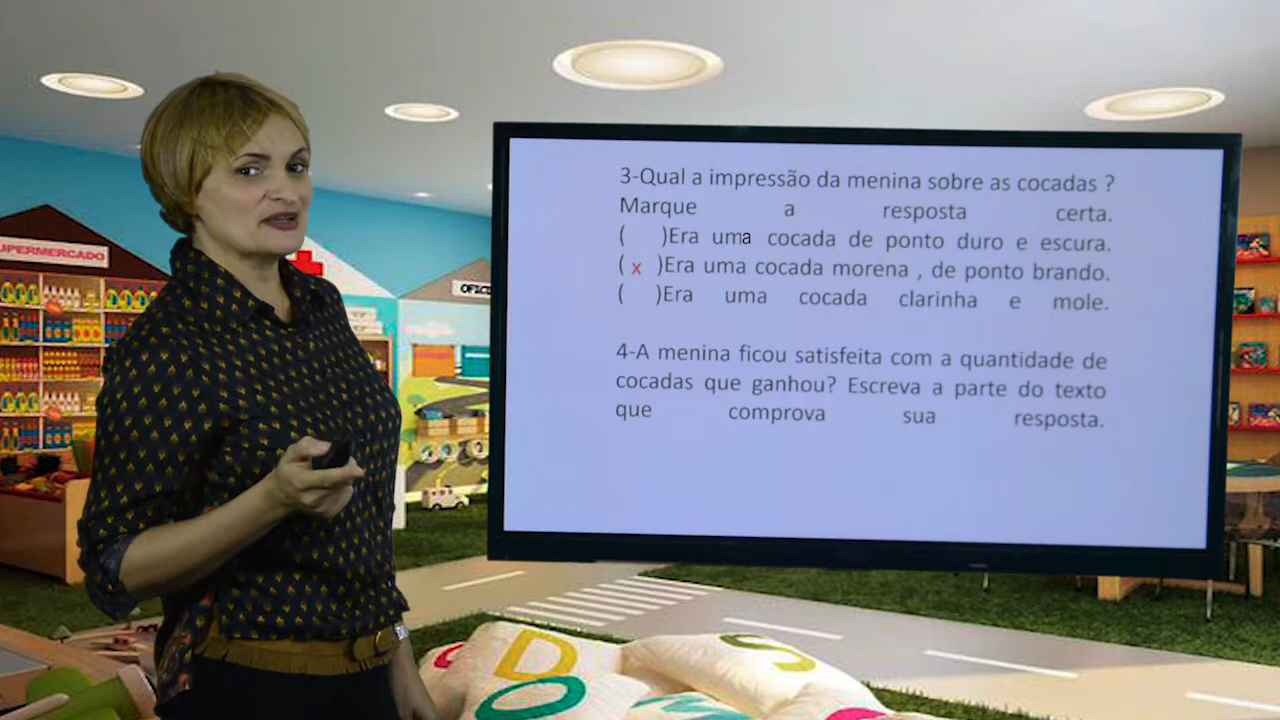 3-Qual a impressão da menina sobre as cocadas ?
Marque a resposta certa.
( )Era uma cocada de ponto duro e escura.
( x )Era uma cocada morena , de ponto brando.
( )Era uma cocada clarinha e mole.
4-A menina ficou satisfeita com a quantidade de
cocadas que ganhou? Escreva a parte do texto
que comprova sua resposta.
UPERMERCADO
OFICI
D
O
S